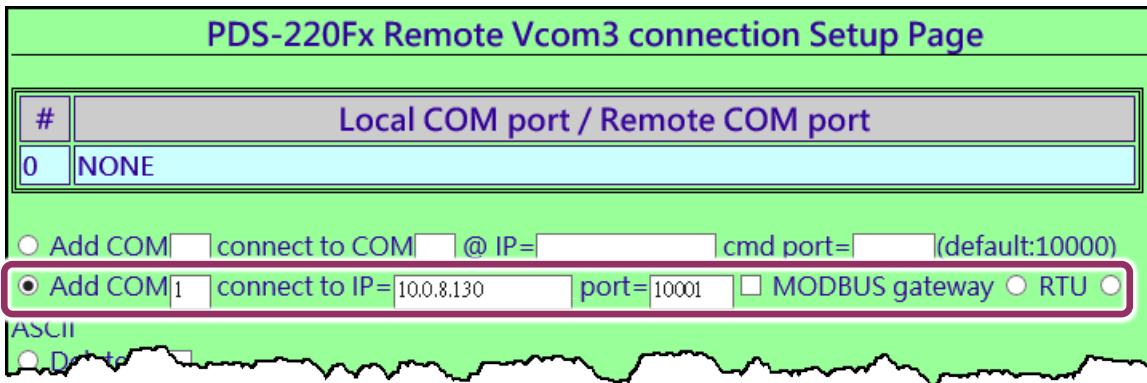 PDS-220Fx Remote Vcom3 connection Setup Page
# Local COM port / Remote COM port
0 NONE
Add COM connect to COM @ IP= cmd port= (default:10000)
Add COM 1 connect to IP= 10.0.8.130 port= 10001 MODBUS gateway RTU
ASCII